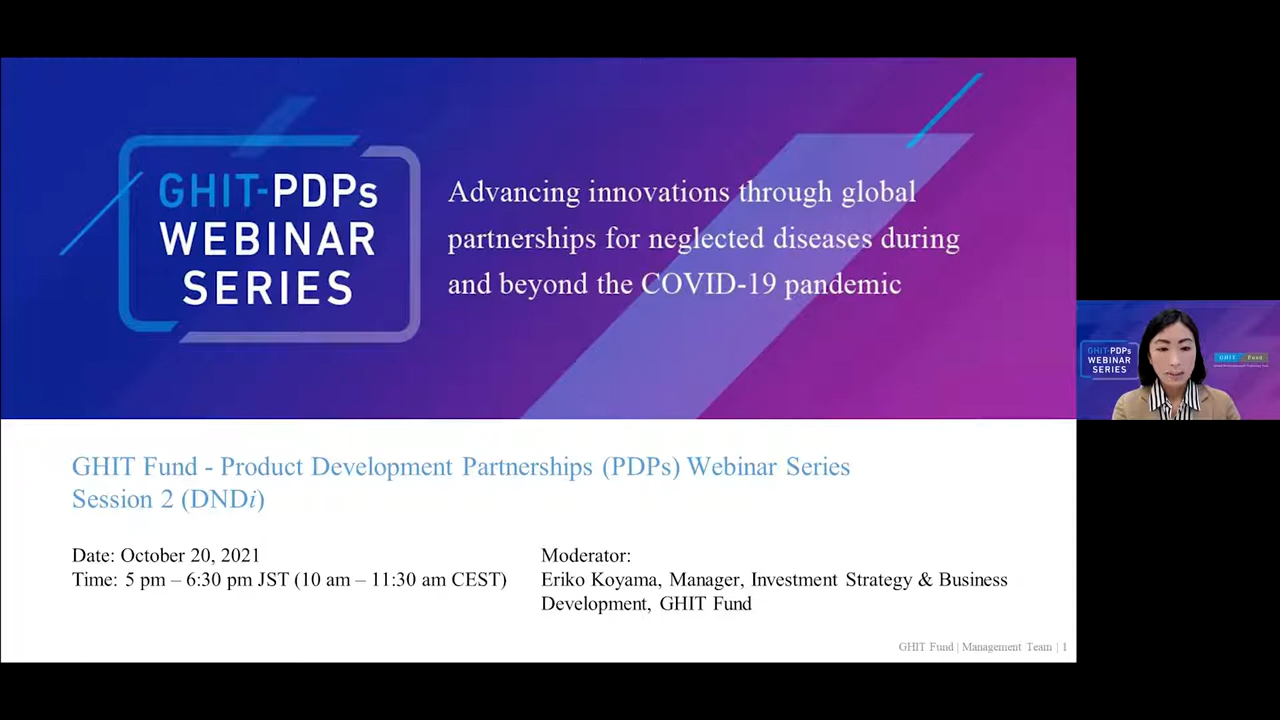 GHIT-PDPs
WEBINAR
SERIES
Advancing innovations through global
partnerships for neglected diseases during
and beyond the COVID-19 pandemic
GHIT Fund - Product Development Partnerships (PDPs) Webinar Series
Session 2 (DNDi)
Date: October 20, 2021
Time: 5 pm – 6:30 pm JST (10 am – 11:30 am CEST)
Moderator:
Eriko Koyama, Manager, Investment Strategy & Business
Development, GHIT Fund
GHIT Fund | Management Team | 1
GHIT-PDPs
WEBINAR
SERIES
GHIT Fund